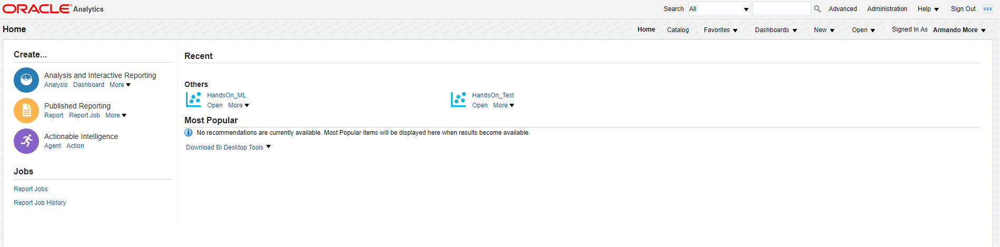 ORACLE Analytics
Search All Advanced Administration Help Sign Out
Home
Home Catalog Favorites Dashboards New Open Signed In As Armando More
Create...
Analysis and Interactive Reporting
Analysis Dashboard More
Published Reporting
Report Report Job More
Actionable Intelligence
Agent Action
Jobs
Report Jobs
Report Job History
Recent
Others
HandsOn_ML
Open More
HandsOn_Test
Open More
Most Popular
No recommendations are currently available. Most Popular items will be displayed here when results become available.
Download BI Desktop Tools